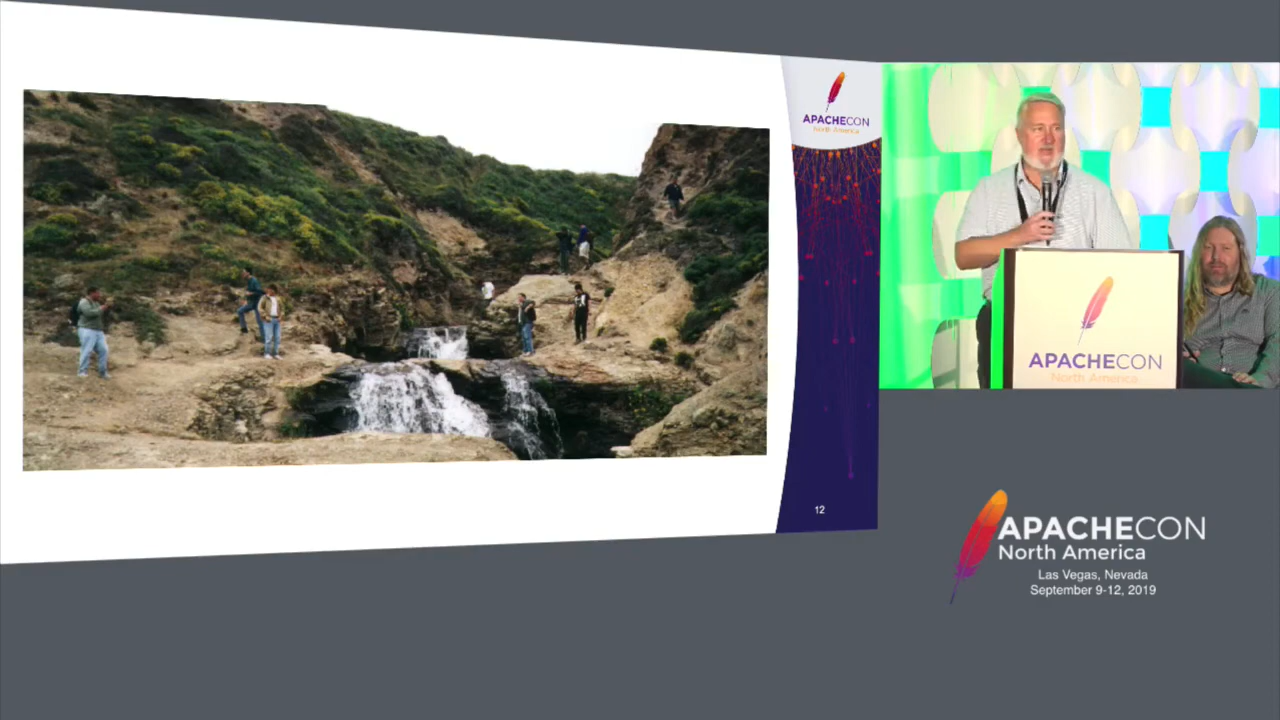 APACHECON
North America
12
APACHECON
North America
APACHECON
North America
Las Vegas, Nevada
September 9-12, 2019